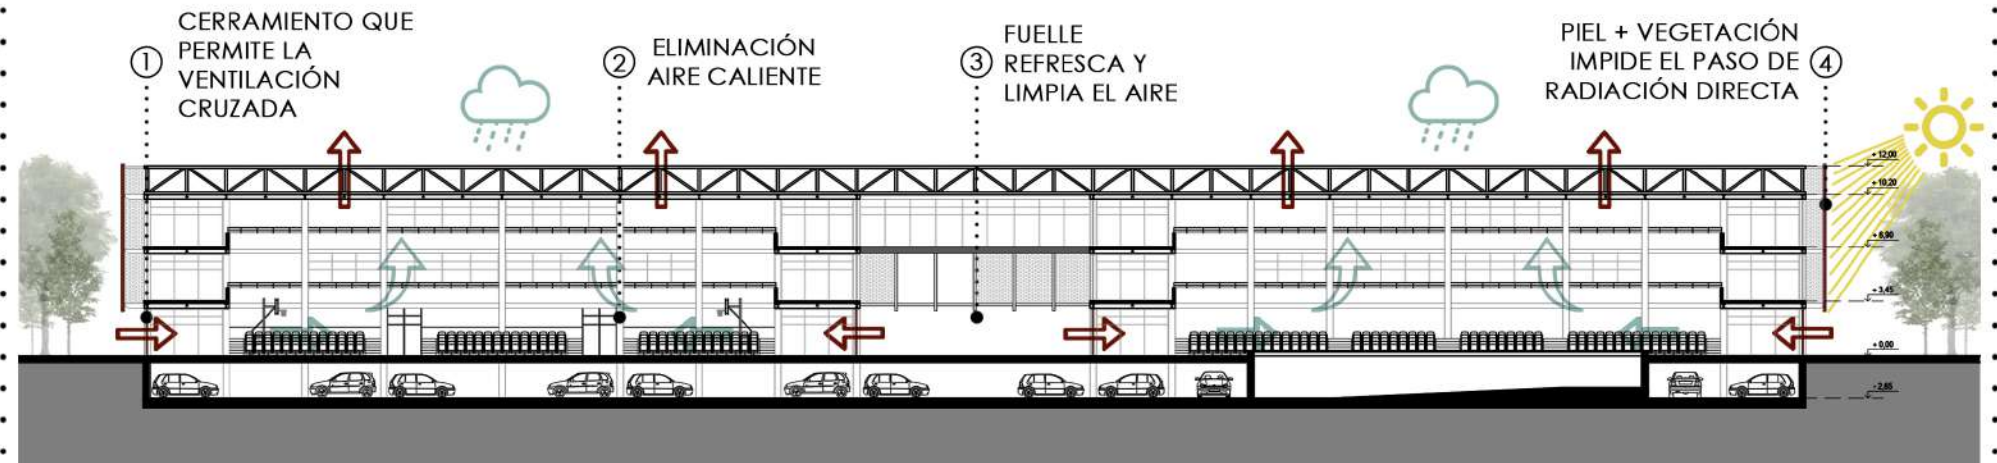 1
CERRAMIENTO QUE
PERMITE LA
VENTILACIÓN
CRUZADA
2
ELIMINACIÓN
AIRE CALIENTE
3
FUELLE
REFRESCA Y
LIMPIA EL AIRE
PIEL + VEGETACIÓN
IMPIDE EL PASO DE
RADIACIÓN DIRECTA
4
+ 12,00
+ 10,20
+ 6,90
+ 3,45
+ 0,00
- 2,85